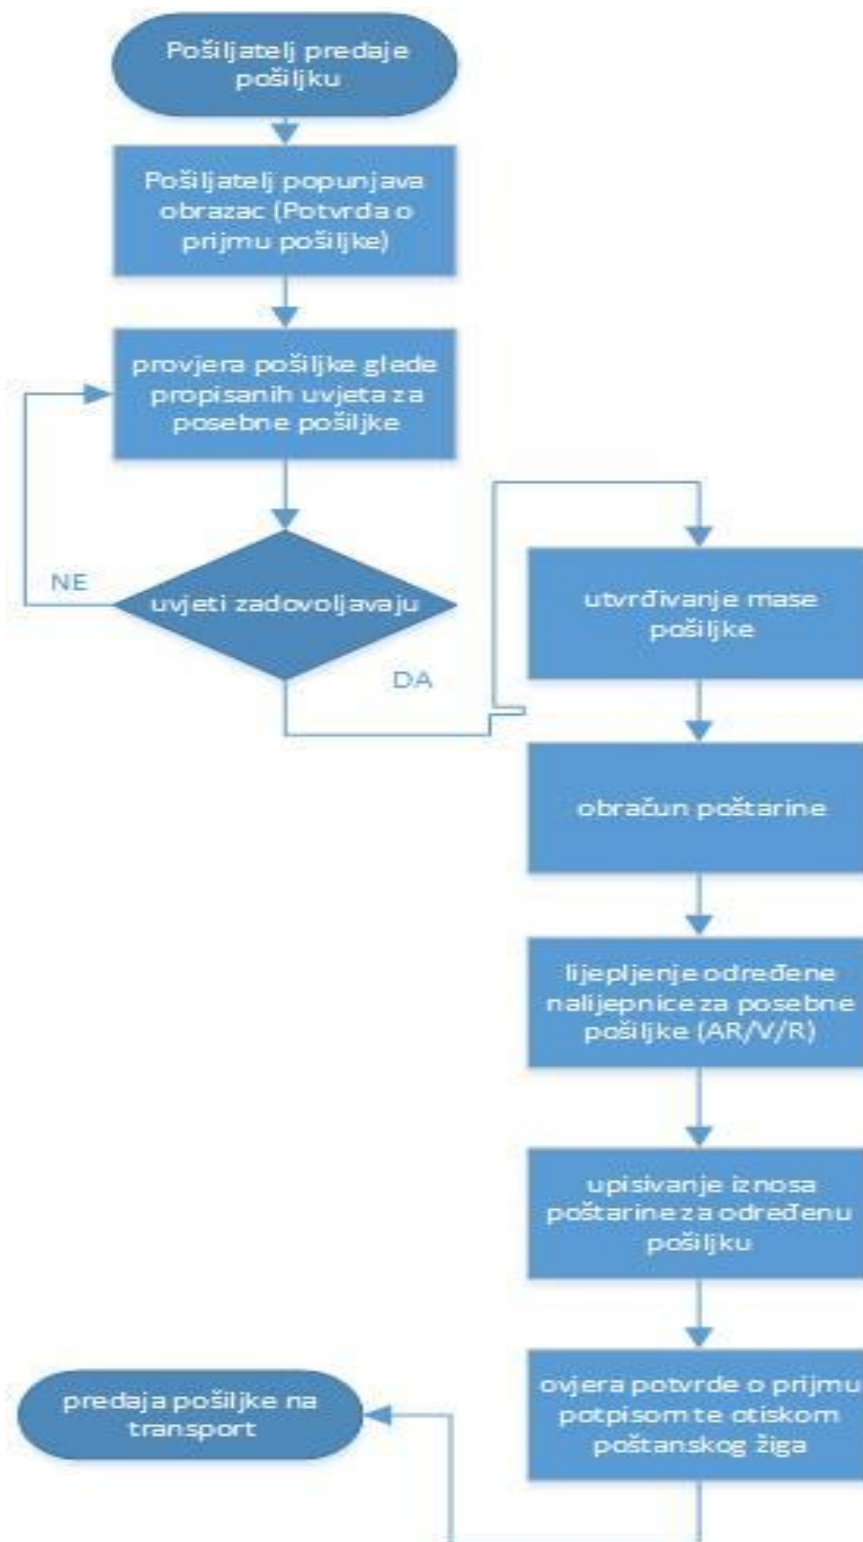 Pošiljatelj predaje
pošiljku
Pošiljatelj popunjava
obrazac (Potvrda o
prijmu pošiljke)
provjera pošiljke glede
propisanih uvjeta za
posebne pošiljke
uvjeti zadovoljavaju
NE
DA
utvrđivanje mase
pošiljke
obračun poštarine
lijepljenje određene
nalijepnice za posebne
pošiljke (AR/V/R)
upisivanje iznosa
poštarine za određenu
pošiljku
ovjera potvrde o prijmu
potpisom te otiskom
poštanskog žiga
predaja pošiljke na
transport